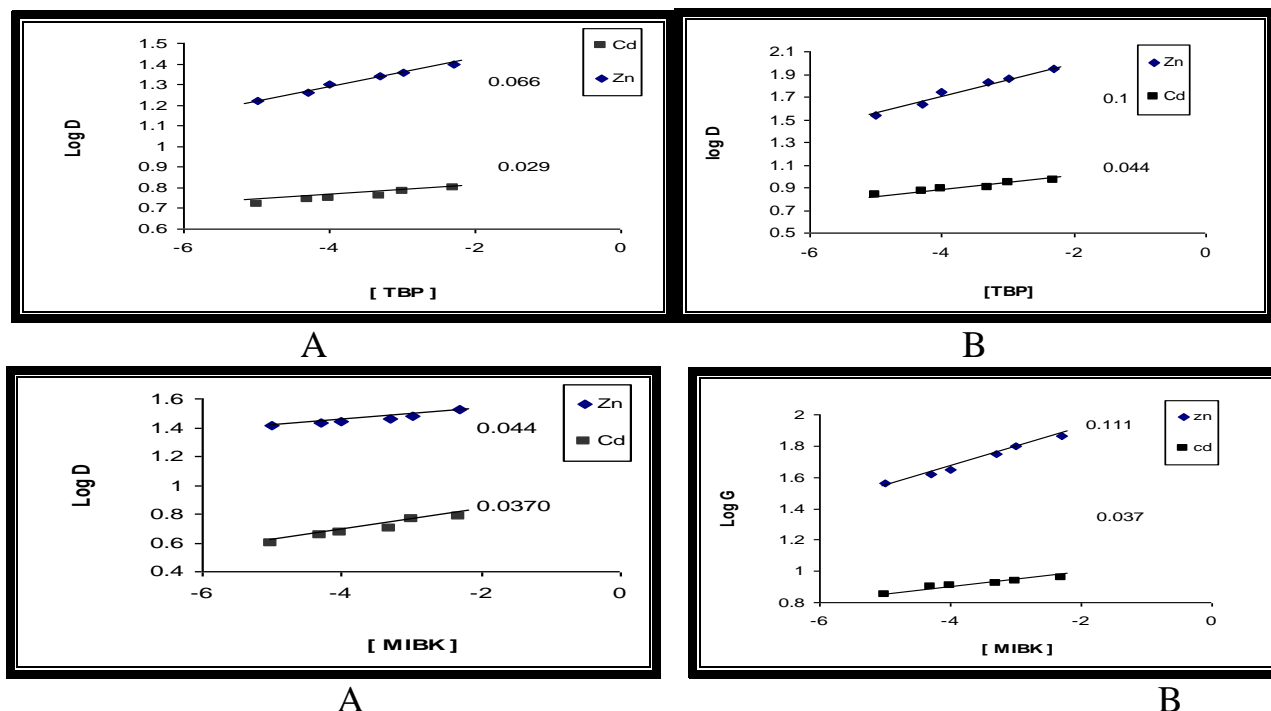 1.5
1.4
1.3
1.2
1.1
1
0.9
0.8
0.7
0.6
-6
-4
-2
0
Log D
[ TBP ]
Cd
Zn
0.066
0.029
A
2.1
1.9
1.7
1.5
1.3
1.1
0.9
0.7
0.5
-6
-4
-2
0
log D
[TBP]
Zn
Cd
0.1
0.044
B
1.6
1.4
1.2
1
0.8
0.6
0.4
-6
-4
-2
0
Log D
[ MIBK ]
Zn
Cd
0.044
0.0370
A
2
1.8
1.6
1.4
1.2
1
0.8
-6
-4
-2
0
Log G
[ MIBK]
zn
cd
0.111
0.037
B